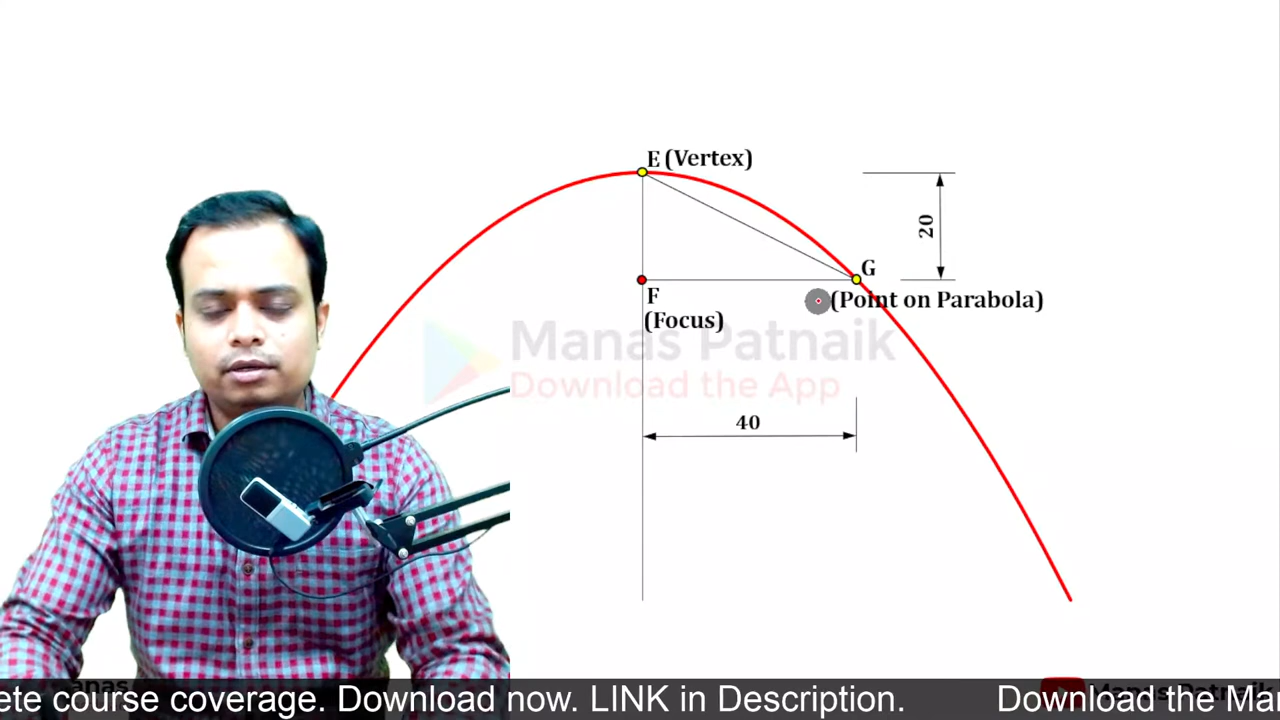 E (Vertex)
20
G
F
(Point on Parabola)
(Focus)
Manas Patnaik
Download the App
40
ete course coverage. Download now. LINK in Description.
Download the Ma